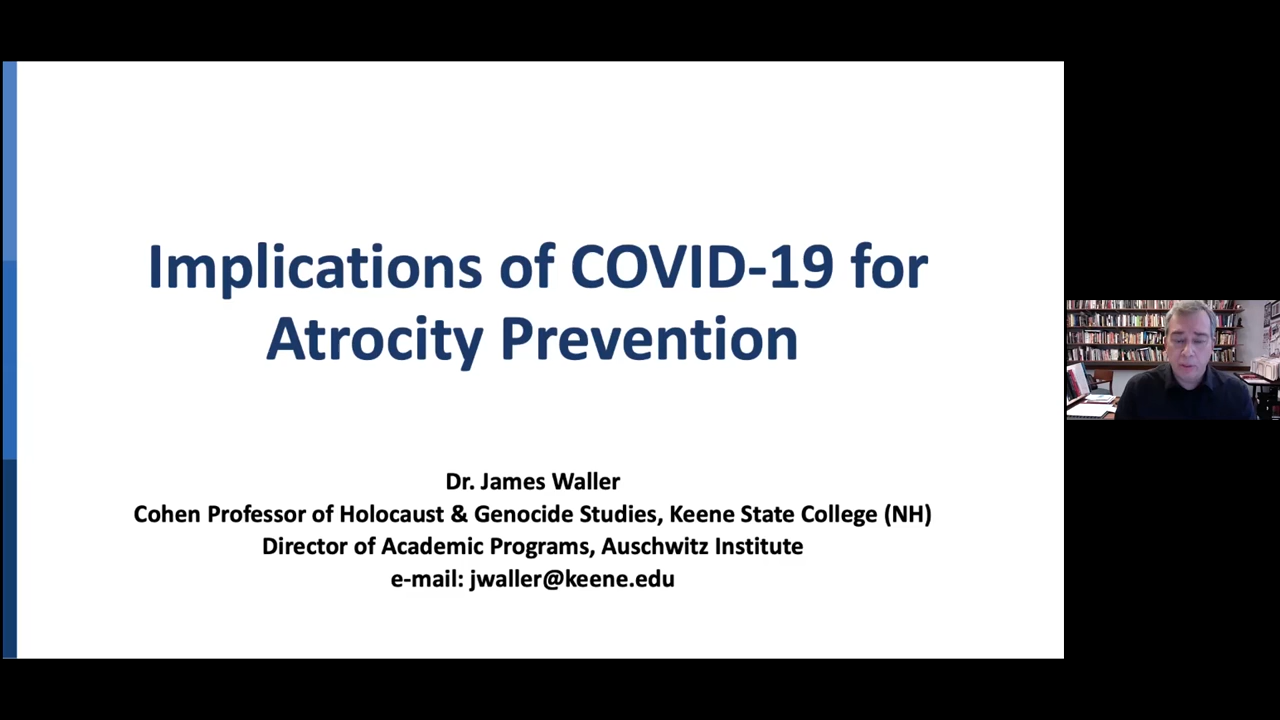 Implications of COVID-19 for
Atrocity Prevention
Dr. James Waller
Cohen Professor of Holocaust & Genocide Studies, Keene State College (NH)
Director of Academic Programs, Auschwitz Institute
e-mail: jwaller@keene.edu